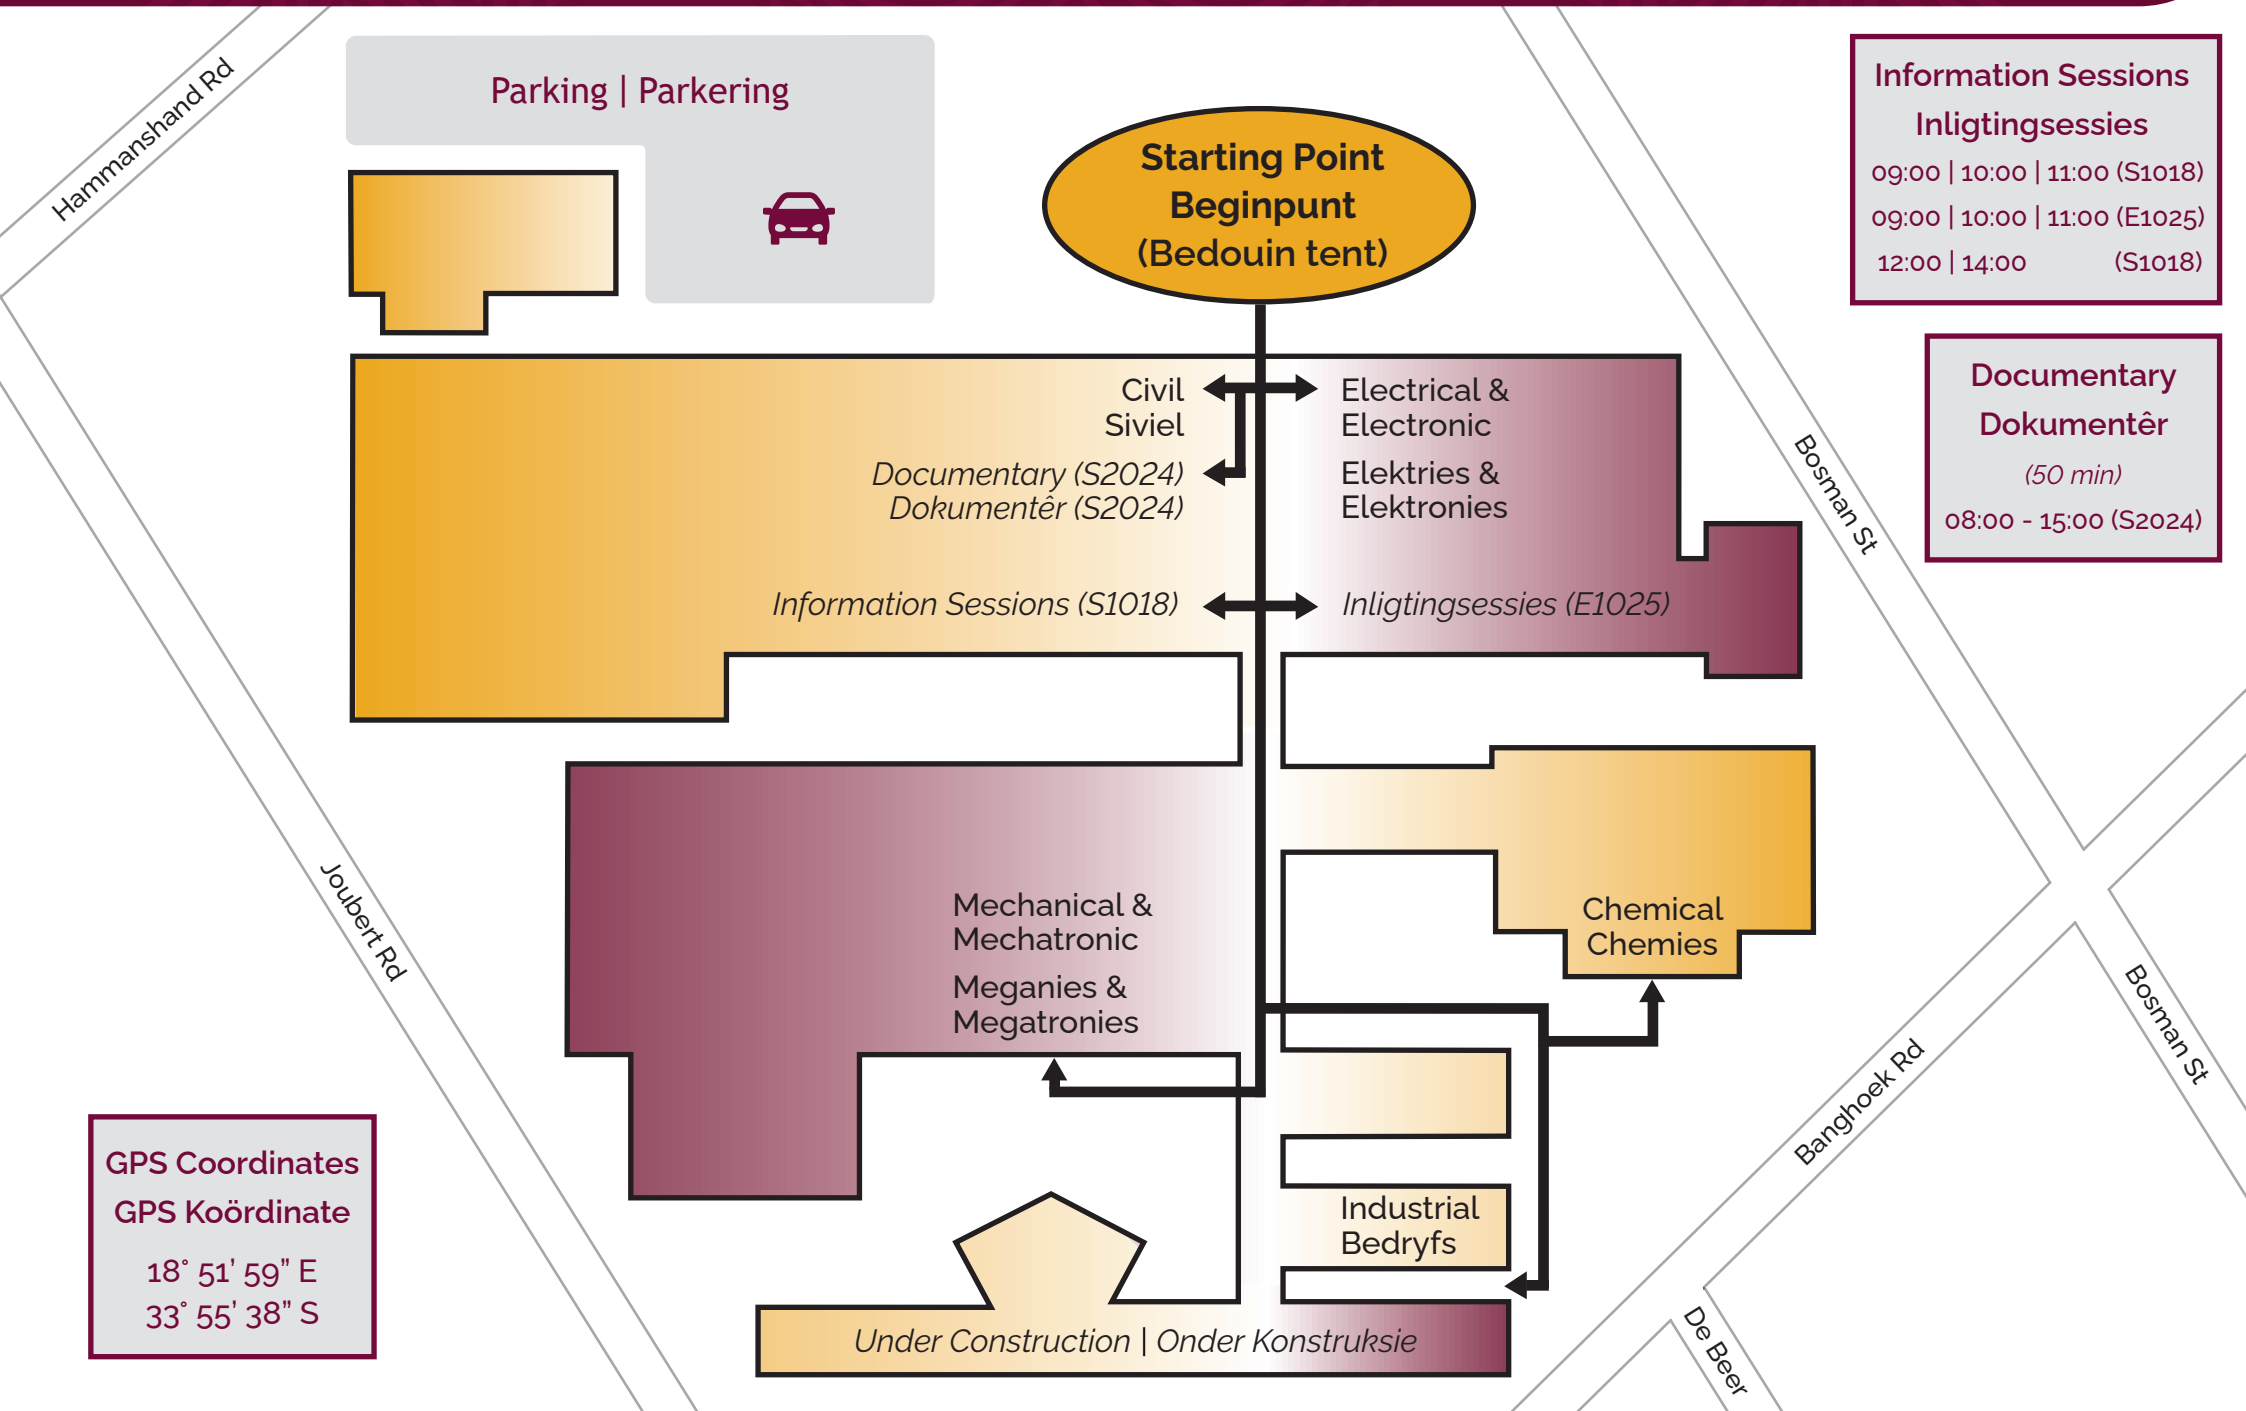 Hammanshand Rd
Parking | Parkering
Starting Point
Beginpunt
(Bedouin tent)
Information Sessions
Inligtingsessies
09:00 | 10:00 | 11:00 (S1018)
09:00 | 10:00 | 11:00 (E1025)
12:00 | 14:00 (S1018)
Documentary
Dokumentêr
(50 min)
08:00 - 15:00 (S2024)
Civil
Siviel
Documentary (S2024)
Dokumentêr (S2024)
Electrical &
Electronic
Elektries &
Elektronies
Information Sessions (S1018)
Inligtingsessies (E1025)
Bosman St
Joubert Rd
Mechanical &
Mechatronic
Meganies &
Megatronies
Chemical
Chemies
Bosman St
Banghoek Rd
GPS Coordinates
GPS Koördinate
18° 51’ 59” E
33° 55’ 38” S
Industrial
Bedryfs
Under Construction | Onder Konstruksie
De Beer